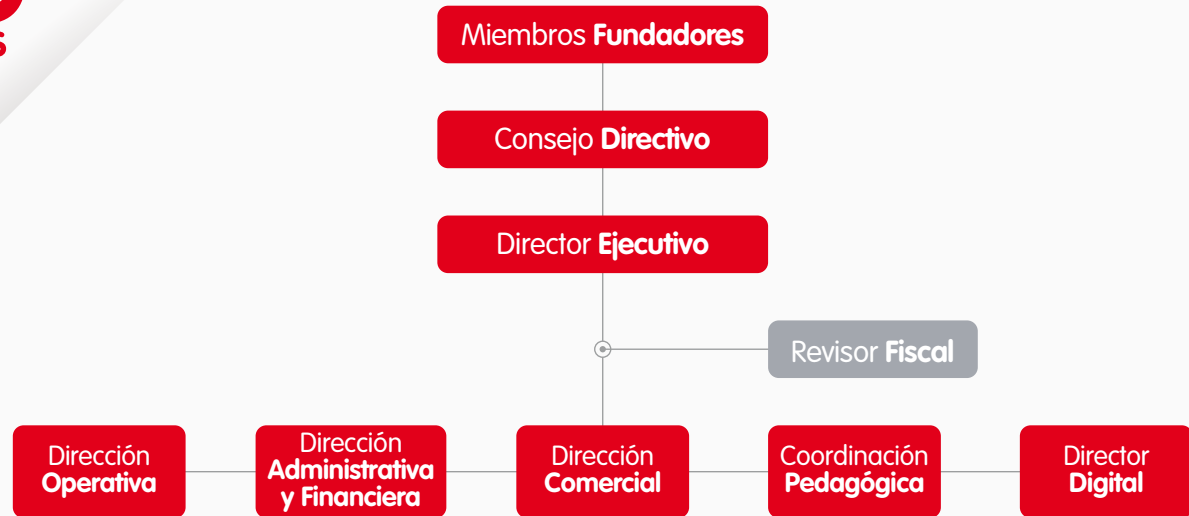 Miembros Fundadores
Consejo Directivo
Director Ejecutivo
Revisor Fiscal
Dirección
Operativa
Dirección
Administrativa
y Financiera
Dirección
Comercial
Coordinación
Pedagógica
Director
Digital